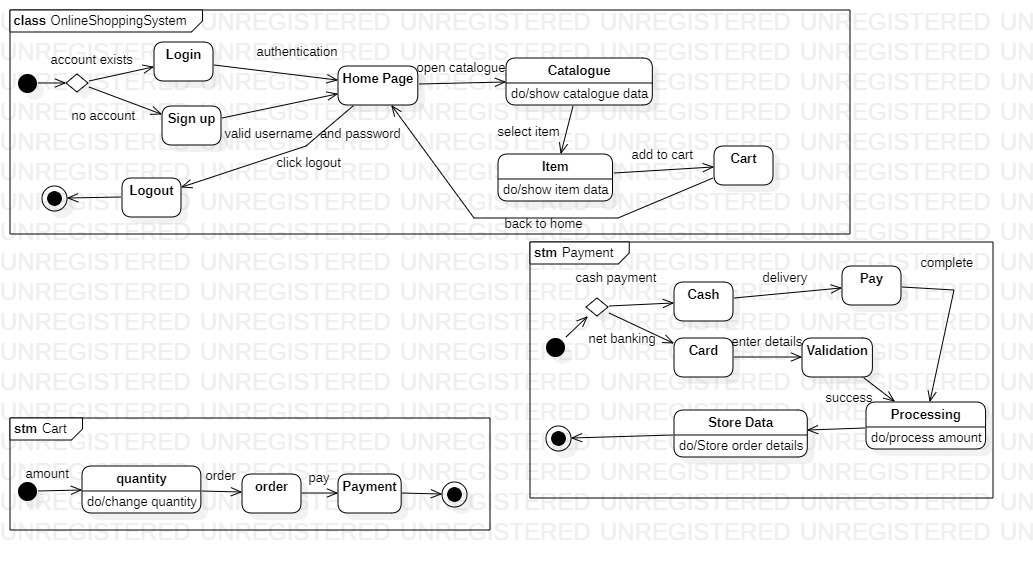 class OnlineShoppingSystem
account exists
Login
authentication
Home Page
open catalogue
Catalogue
do/show catalogue data
no account
Sign up
valid username and password
select item
click logout
Item
do/show item data
add to cart
Cart
Logout
back to home
stm Payment
cash payment
Cash
delivery
Pay
complete
net banking
Card
enter details
Validation
success
Processing
do/process amount
Store Data
do/Store order details
stm Cart
amount
quantity
do/change quantity
order
order
pay
Payment
UNREGISTERED